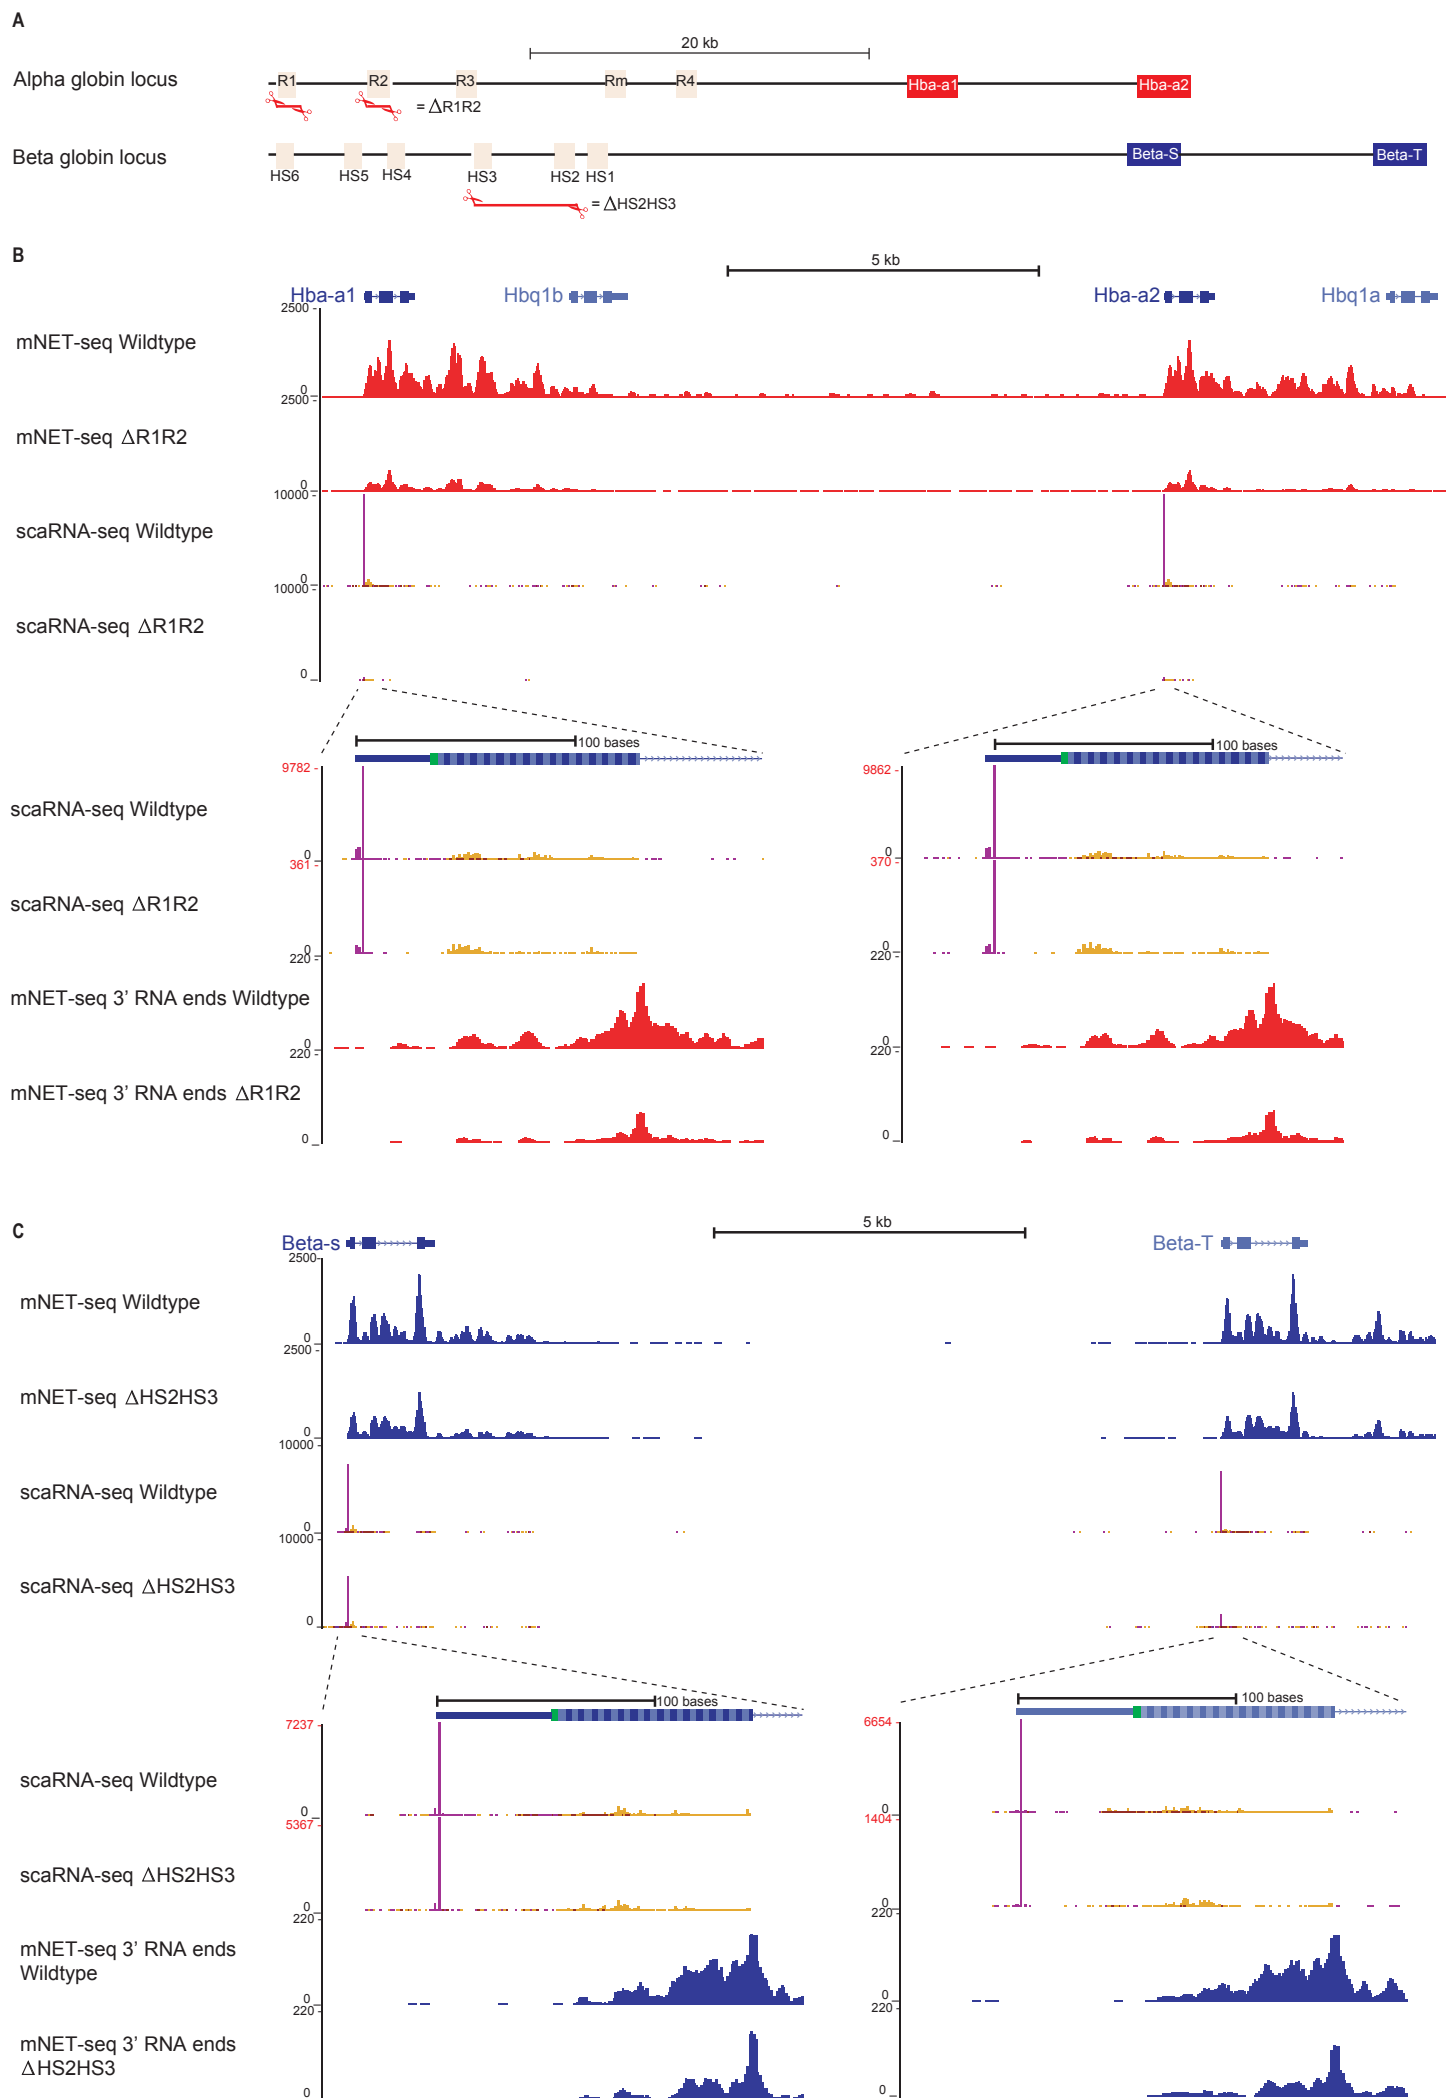 A
20 kb
Alpha globin locus
R1 R2 R3 Rm R4 Hba-a1 Hba-a2
= ΔR1R2
Beta globin locus
Beta-S Beta-T
HS6 HS5 HS4 HS3 HS2 HS1
= ΔHS2HS3
B
5 kb
Hba-a1 Hbq1b Hba-a2 Hbq1a
2500
mNET-seq Wildtype
0
2500
mNET-seq ΔR1R2
0
10000
scaRNA-seq Wildtype
0
10000
scaRNA-seq ΔR1R2
0
100 bases 100 bases
9782 9862
scaRNA-seq Wildtype
0 0
361 370
scaRNA-seq ΔR1R2
0 0
220 220
mNET-seq 3’ RNA ends Wildtype
0 0
220 220
mNET-seq 3’ RNA ends ΔR1R2
0 0
C
5 kb
Beta-s Beta-T
2500
mNET-seq Wildtype
0
2500
mNET-seq ΔHS2HS3
0
10000
scaRNA-seq Wildtype
0
10000
scaRNA-seq ΔHS2HS3
0
100 bases 100 bases
7237 6654
scaRNA-seq Wildtype
0 0
5367 1404
scaRNA-seq ΔHS2HS3
0 0
220 220
mNET-seq 3’ RNA ends
Wildtype
0 0
220 220
mNET-seq 3’ RNA ends
ΔHS2HS3
0 0